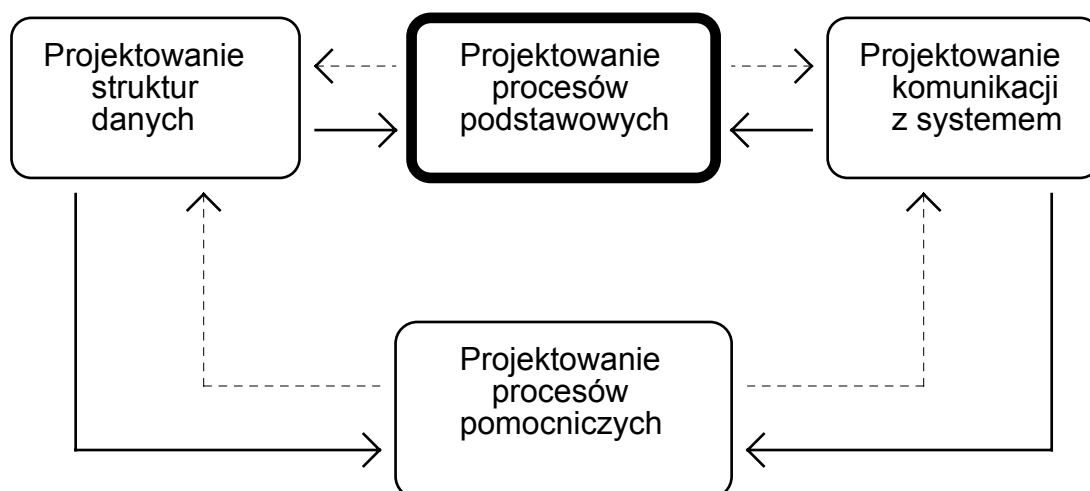 Projektowanie
struktur
danych
Projektowanie
procesów
podstawowych
Projektowanie
komunikacji
z systemem
Projektowanie
procesów
pomocniczych